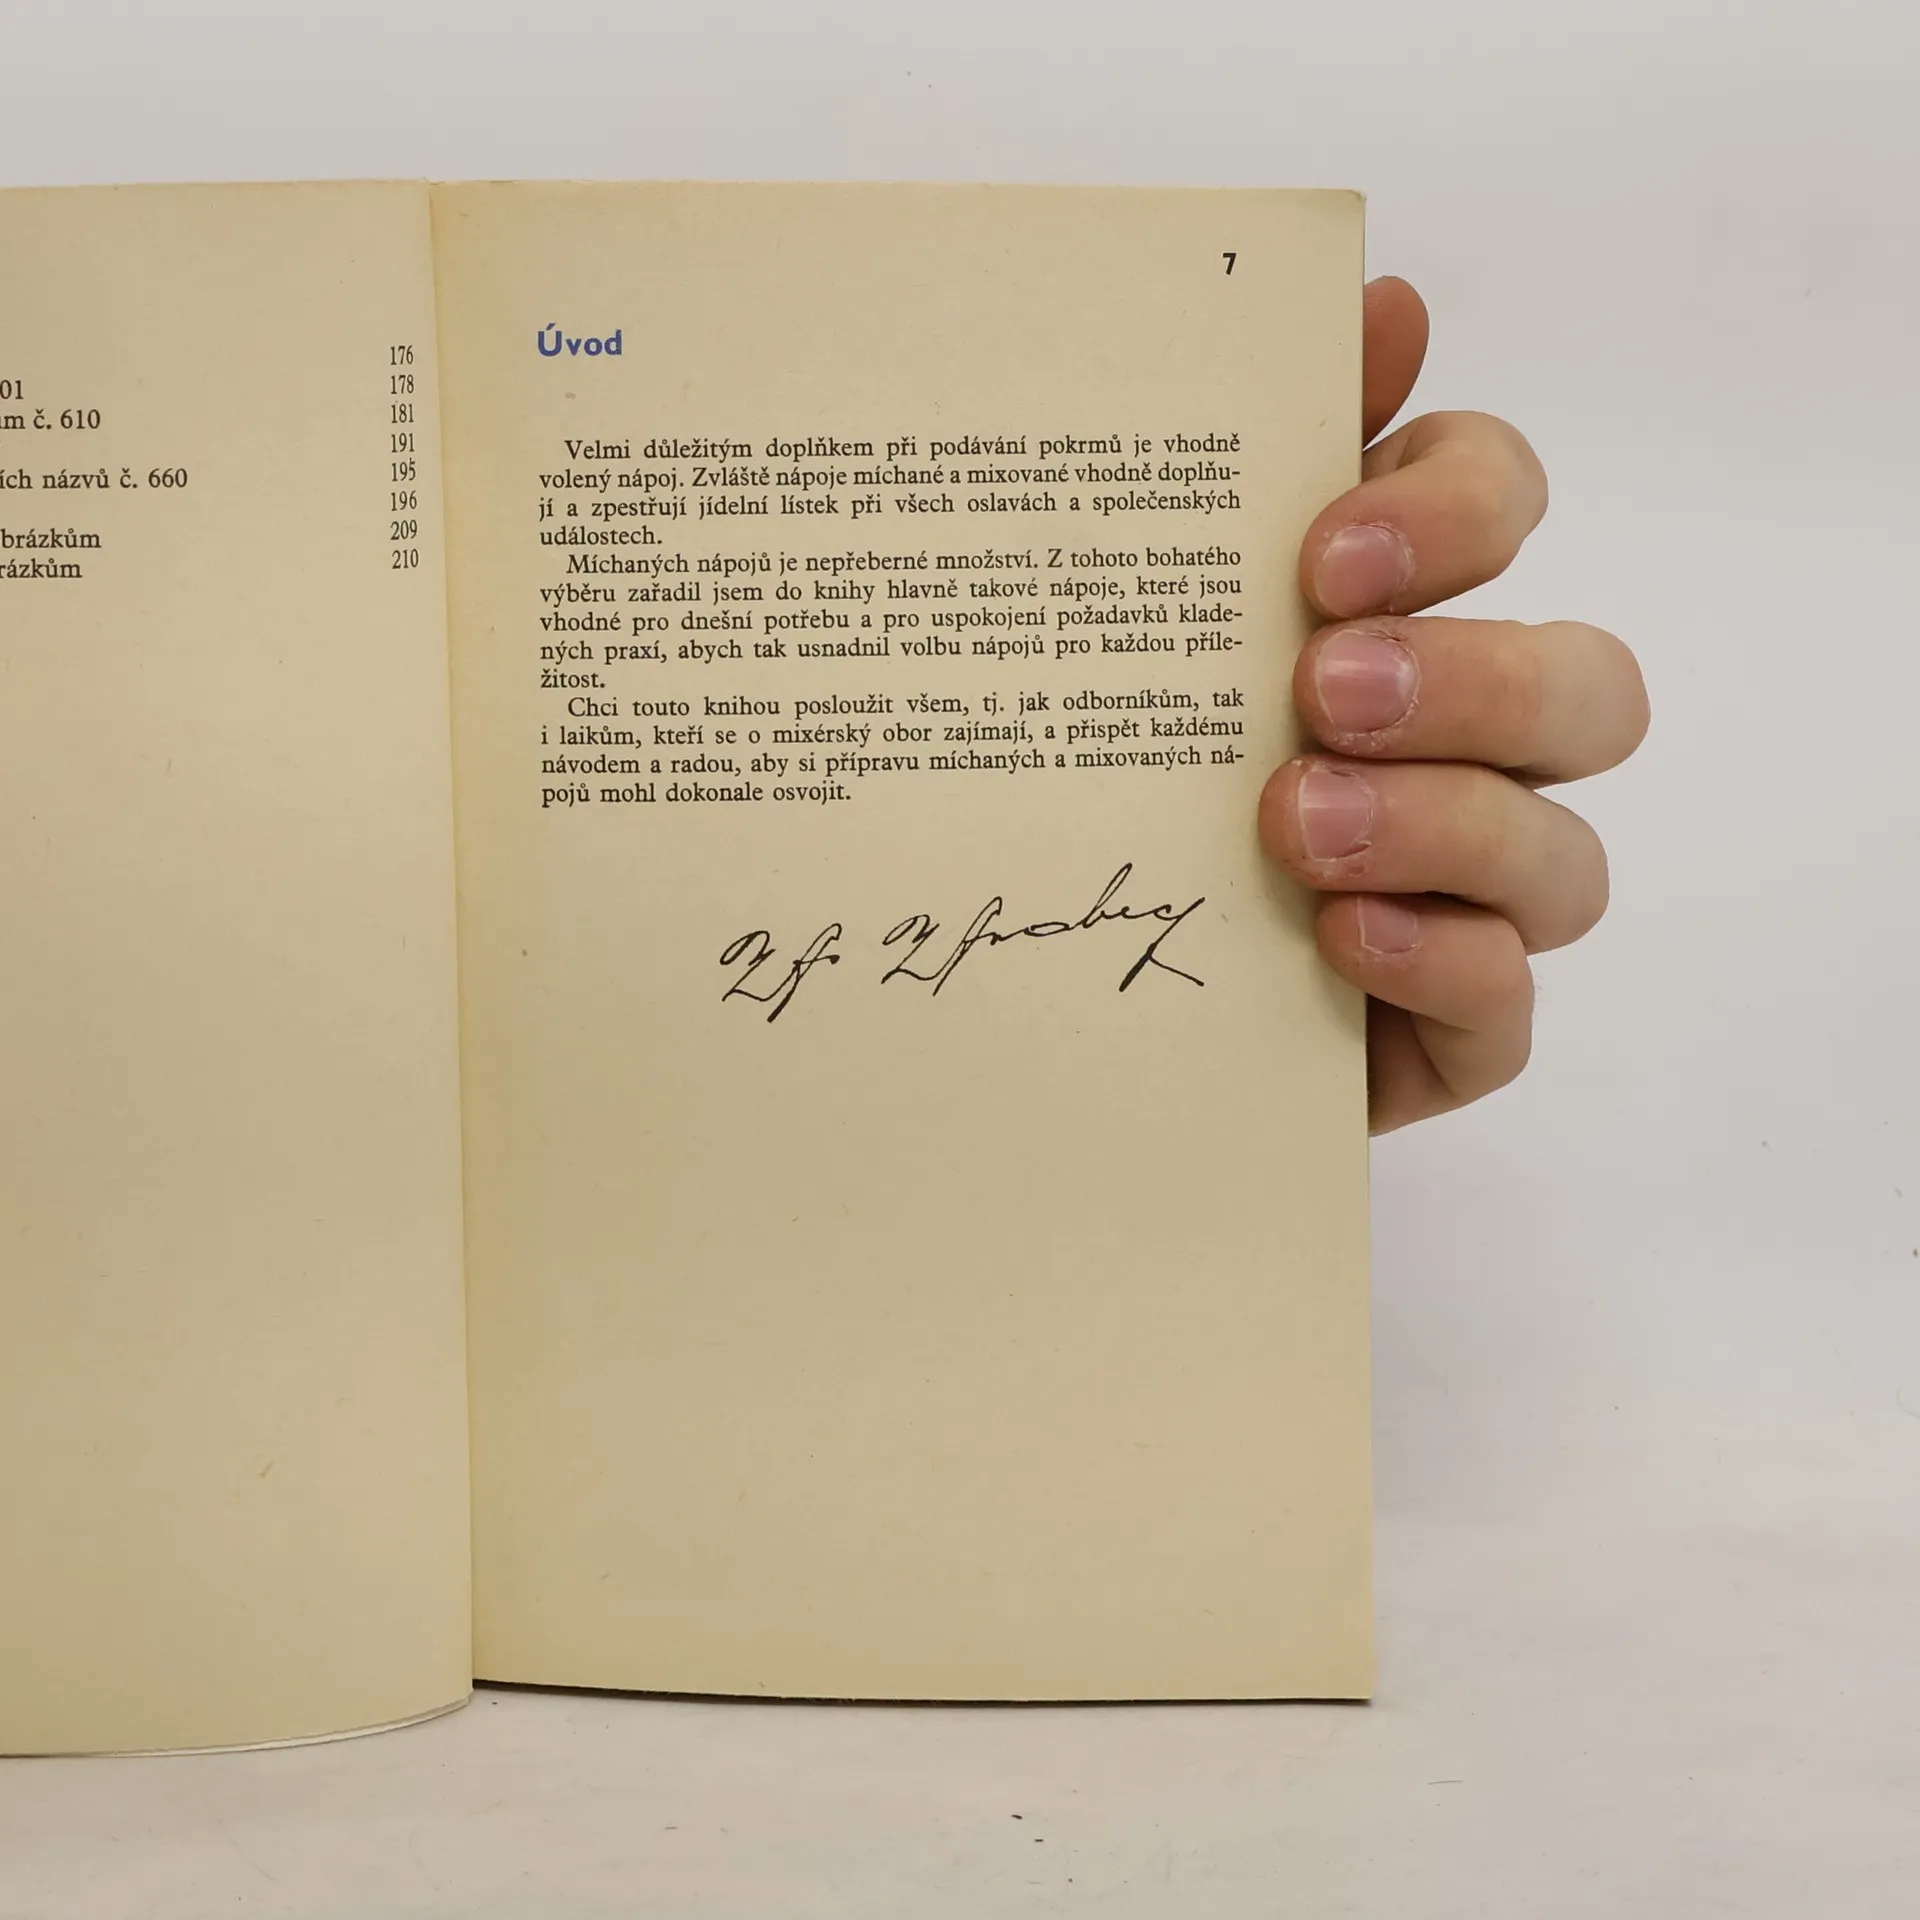 176
01 178
um č. 610 181
191
ích názvů č. 660 195
196
brázkům 209
rázkům 210
7
Úvod
Velmi důležitým doplňkem při podávání pokrmů je vhodně
volený nápoj. Zvláště nápoje míchané a mixované vhodně doplňu-
jí a zpestřují jídelní lístek při všech oslavách a společenských
událostech.
Míchaných nápojů je nepřeberné množství. Z tohoto bohatého
výběru zařadil jsem do knihy hlavně takové nápoje, které jsou
vhodné pro dnešní potřebu a pro uspokojení požadavků klade-
ných praxí, abych tak usnadnil volbu nápojů pro každou příle-
žitost.
Chci touto knihou posloužit všem, tj. jak odborníkům, tak
i laikům, kteří se o mixérský obor zajímají, a přispět každému
návodem a radou, aby si přípravu míchaných a mixovaných ná-
pojů mohl dokonale osvojit.